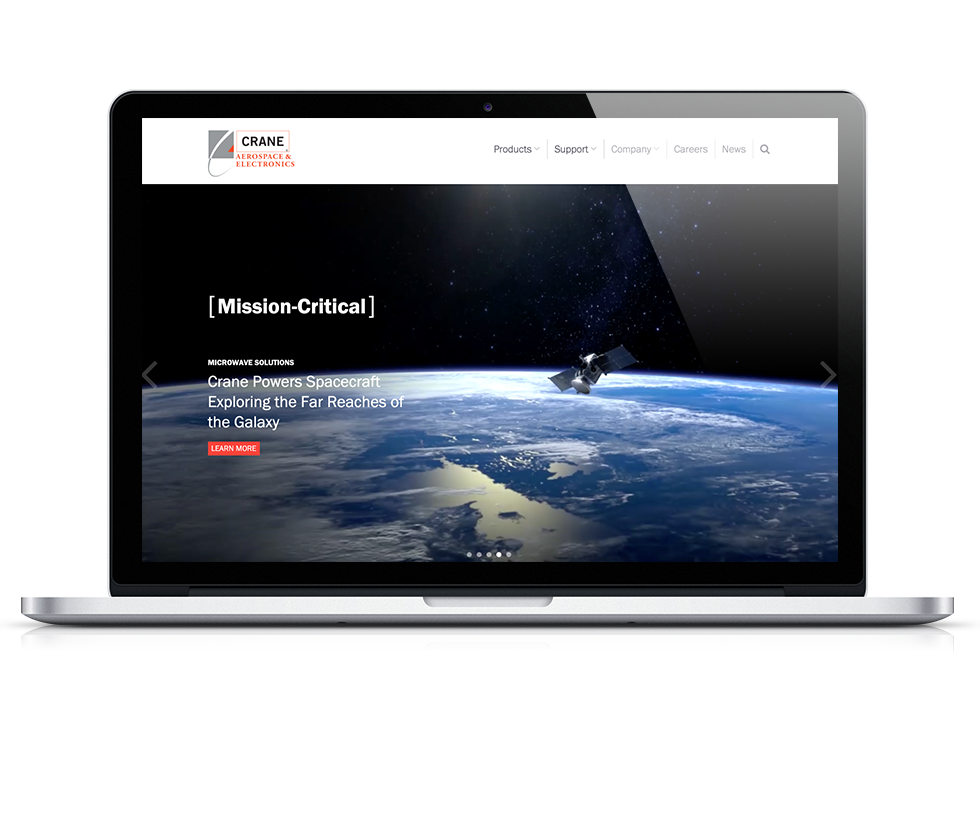 CRANE
AEROSPACE &
ELECTRONICS
Products
Support
Company
Careers
News
[Mission-Critical]
MICROWAVE SOLUTIONS
Crane Powers Spacecraft
Exploring the Far Reaches of
the Galaxy
LEARN MORE